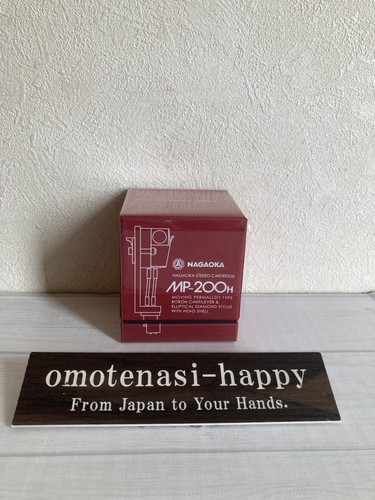 NAGAOKA
NAGAOKA STEREO CARTRIDGE
MP-200H
MOVING PERMALLOY TYPE
BORON CANTILEVER &
ELLIPTICAL DIAMOND STYLUS
WITH HEAD SHELL
omotenasi-happy
From Japan to Your Hands.